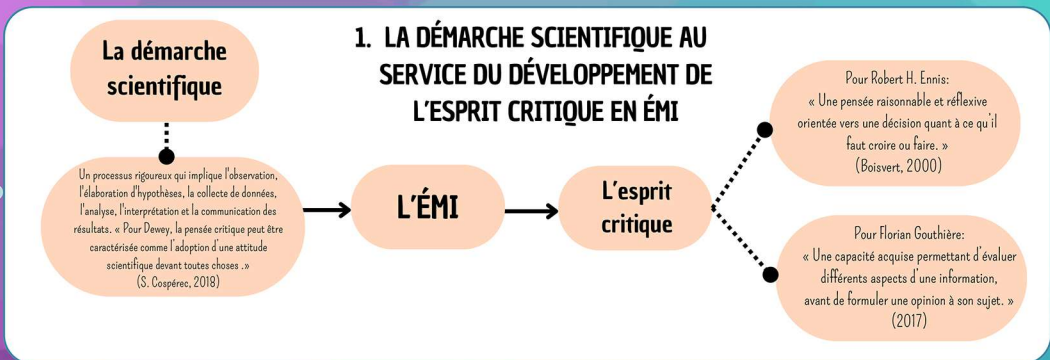 1. LA DÉMARCHE SCIENTIFIQUE AU
SERVICE DU DÉVELOPPEMENT DE
L'ESPRIT CRITIQUE EN ÉMI
La démarche
scientifique
Un processus rigoureux qui implique l'observation,
l'élaboration d'hypothèses, la collecte de données,
l'analyse, l'interprétation et la communication des
résultats. « Pour Dewey, la pensée critique peut être
caractérisée comme l'adoption d'une attitude
scientifique devant toutes choses .»
(S. Cospérec, 2018)
L'ÉMI
L'esprit
critique
Pour Robert H. Ennis:
« Une pensée raisonnable et réflexive
orientée vers une décision quant à ce qu'il
faut croire ou faire. »
(Boisvert, 2000)
Pour Florian Gouthière:
« Une capacité acquise permettant d'évaluer
différents aspects d'une information,
avant de formuler une opinion à son sujet. »
(2017)